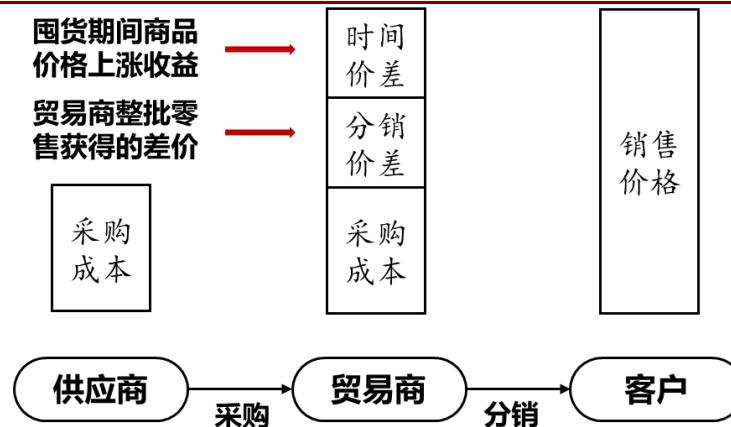 囤货期间商品
价格上涨收益
贸易商整批零
售获得的差价
时间
价差
分销
价差
采购
成本
采购
成本
销售
价格
供应商
采购
贸易商
分销
客户